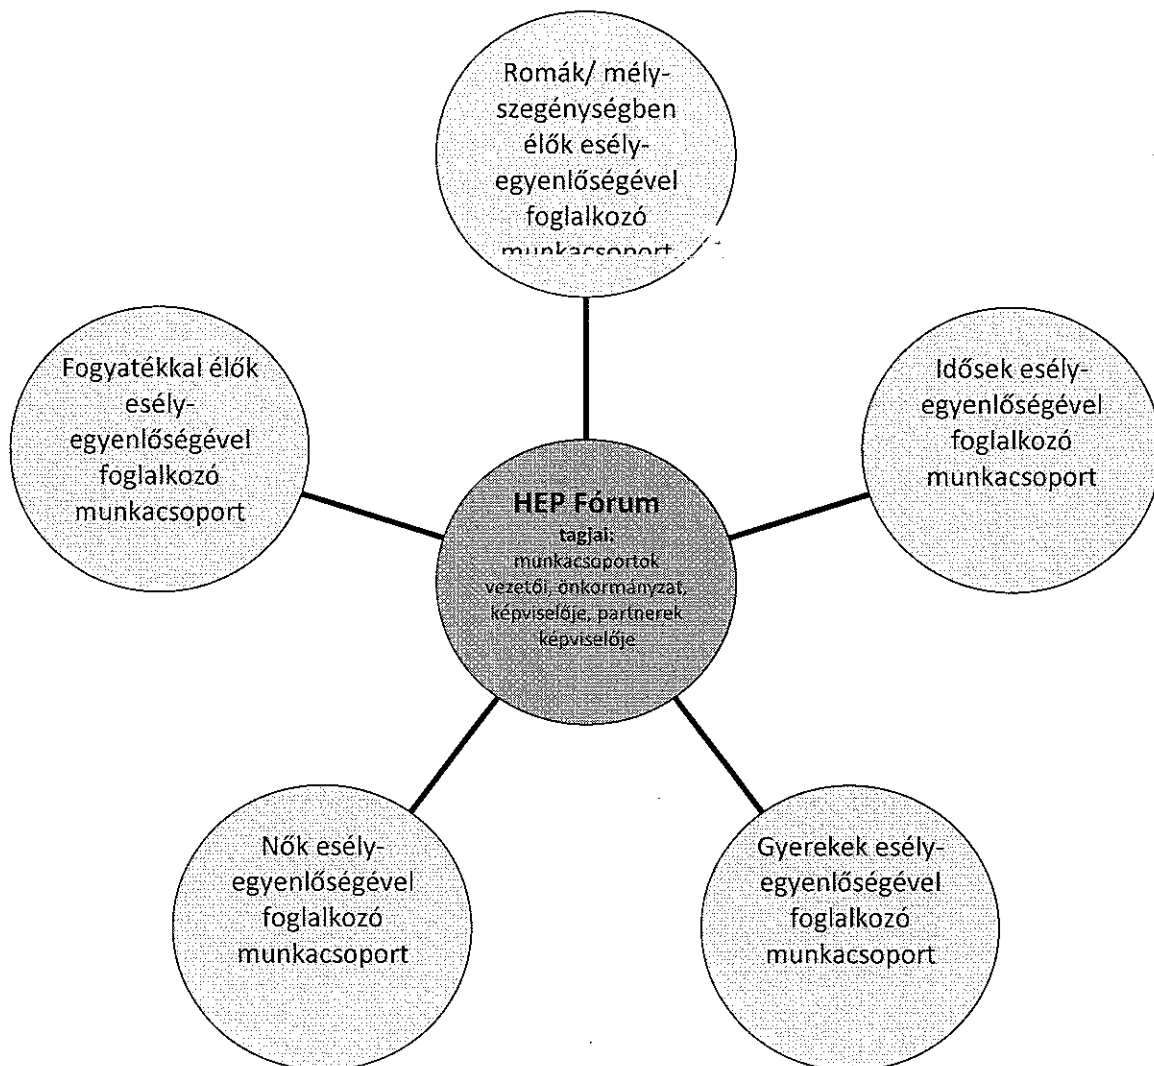 Romák/ mély-
szegénységben
élők esély-
egyenlőségével
foglalkozó
munkacsoport
Fogyatékkal élők
esély-
egyenlőségével
foglalkozó
munkacsoport
Idősek esély-
egyenlőségével
foglalkozó
munkacsoport
HEP Fórum
tagjai:
munkacsoportok
vezetői, önkormányzat,
képviselője, partnerek
képviselője
Nők esély-
egyenlőségével
foglalkozó
munkacsoport
Gyerekek esély-
egyenlőségével
foglalkozó
munkacsoport